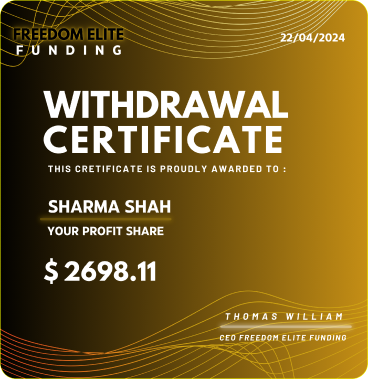 FREEDOM ELITE
FUNDING
22/04/2024
WITHDRAWAL
CERTIFICATE
THIS CRETIFICATE IS PROUDLY AWARDED TO :
SHARMA SHAH
YOUR PROFIT SHARE
$ 2698.11
THOMAS WILLIAM
CEO FREEDOM ELITE FUNDING